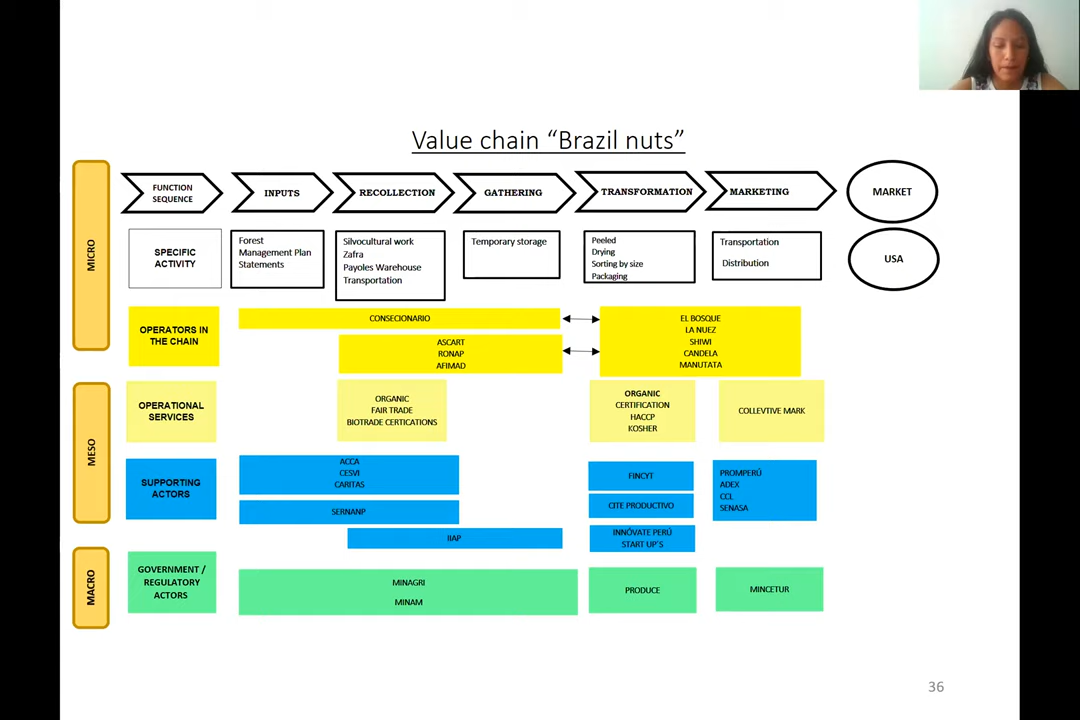 Value chain “Brazil nuts”
MICRO
FUNCTION
SEQUENCE
INPUTS
RECOLLECTION
GATHERING
TRANSFORMATION
MARKETING
MARKET
SPECIFIC
ACTIVITY
Forest
Management Plan
Statements
Silvocultural work
Zafra
Payoles Warehouse
Transportation
Temporary storage
Peeled
Drying
Sorting by size
Packaging
Transportation
Distribution
USA
OPERATORS IN
THE CHAIN
CONSECIONARIO
ASCART
RONAP
AFIMAD
EL BOSQUE
LA NUEZ
SHIWI
CANDELA
MANUTATA
MESO
OPERATIONAL
SERVICES
ORGANIC
FAIR TRADE
BIOTRADE CERTICATIONS
ORGANIC
CERTIFICATION
HACCP
KOSHER
COLLEVTIVE MARK
SUPPORTING
ACTORS
ACCA
CESVI
CARITAS
SERNANP
IIAP
FINCYT
CITE PRODUCTIVO
INNÓVATE PERÚ
START UP´S
PROMPERÚ
ADEX
CCL
SENASA
MACRO
GOVERNMENT /
REGULATORY
ACTORS
MINAGRI
MINAM
PRODUCE
MINCETUR
36